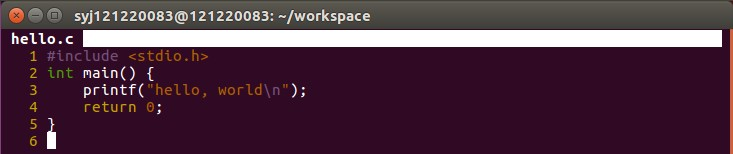 syj121220083@121220083: ~/workspace
hello.c
1 #include <stdio.h>
2 int main() {
3     printf("hello, world\n");
4     return 0;
5 }
6